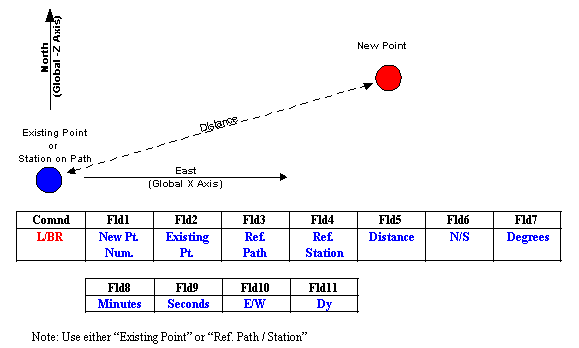 North
(Global -Z Axis)
New Point
Distance
Existing Point
or
Station on Path
East
(Global X Axis)
Comnd Fld1 Fld2 Fld3 Fld4 Fld5 Fld6 Fld7
L/BR New Pt. Existing Ref. Ref. Distance N/S Degrees
Num. Pt. Path Station
Fld8 Fld9 Fld10 Fld11
Minutes Seconds E/W Dy
Note: Use either “Existing Point” or “Ref. Path / Station”